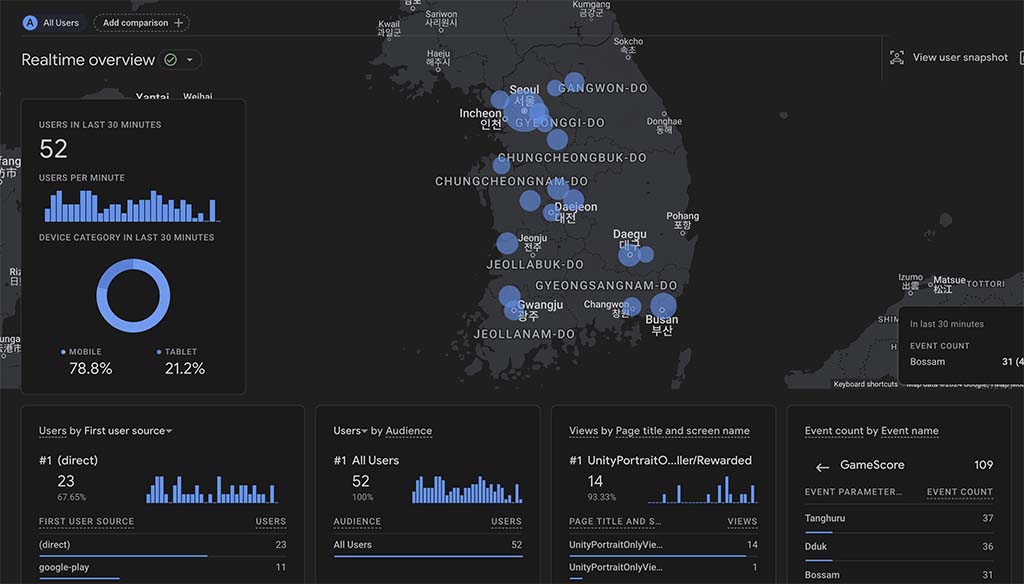 A All Users
Add comparison +
Realtime overview
View user snapshot
USERS IN LAST 30 MINUTES
52
USERS PER MINUTE
DEVICE CATEGORY IN LAST 30 MINUTES
MOBILE
78.8%
TABLET
21.2%
Kumgang
금강군
Sariwon
사리원시
Kwail
과일군
Haeju
해주시
Sokcho
속초
Yantai
Weihai
Seoul
서울
GANGWON-DO
Incheon
인천
GYEONGGI-DO
Donghae
동해
CHUNGCHEONGBUK-DO
CHUNGCHEONGNAM-DO
Daejeon
대전
Pohang
포항
Jeonju
전주
Daegu
대구
JEOLLABUK-DO
GYEONGSANGNAM-DO
Gwangju
광주
Changwon
창원
Busan
부산
JEOLLANAM-DO
Izumo
出雲
Matsue
松江
TOTTORI
In last 30 minutes
EVENT COUNT
Bossam
31 (4
Keyboard shortcuts
Users by First user source
#1 (direct)
23
67.65%
FIRST USER SOURCE
USERS
(direct)
23
google-play
11
Users by Audience
#1 All Users
52
100%
AUDIENCE
USERS
All Users
52
Views by Page title and screen name
#1 UnityPortraitO...ller/Rewarded
14
93.33%
PAGE TITLE AND S...
VIEWS
UnityPortraitOnlyVie...
14
UnityPortraitOnlyVie...
1
Event count by Event name
← GameScore
109
EVENT PARAMETER...
EVENT COUNT
Tanghuru
37
Dduk
36
Bossam
31